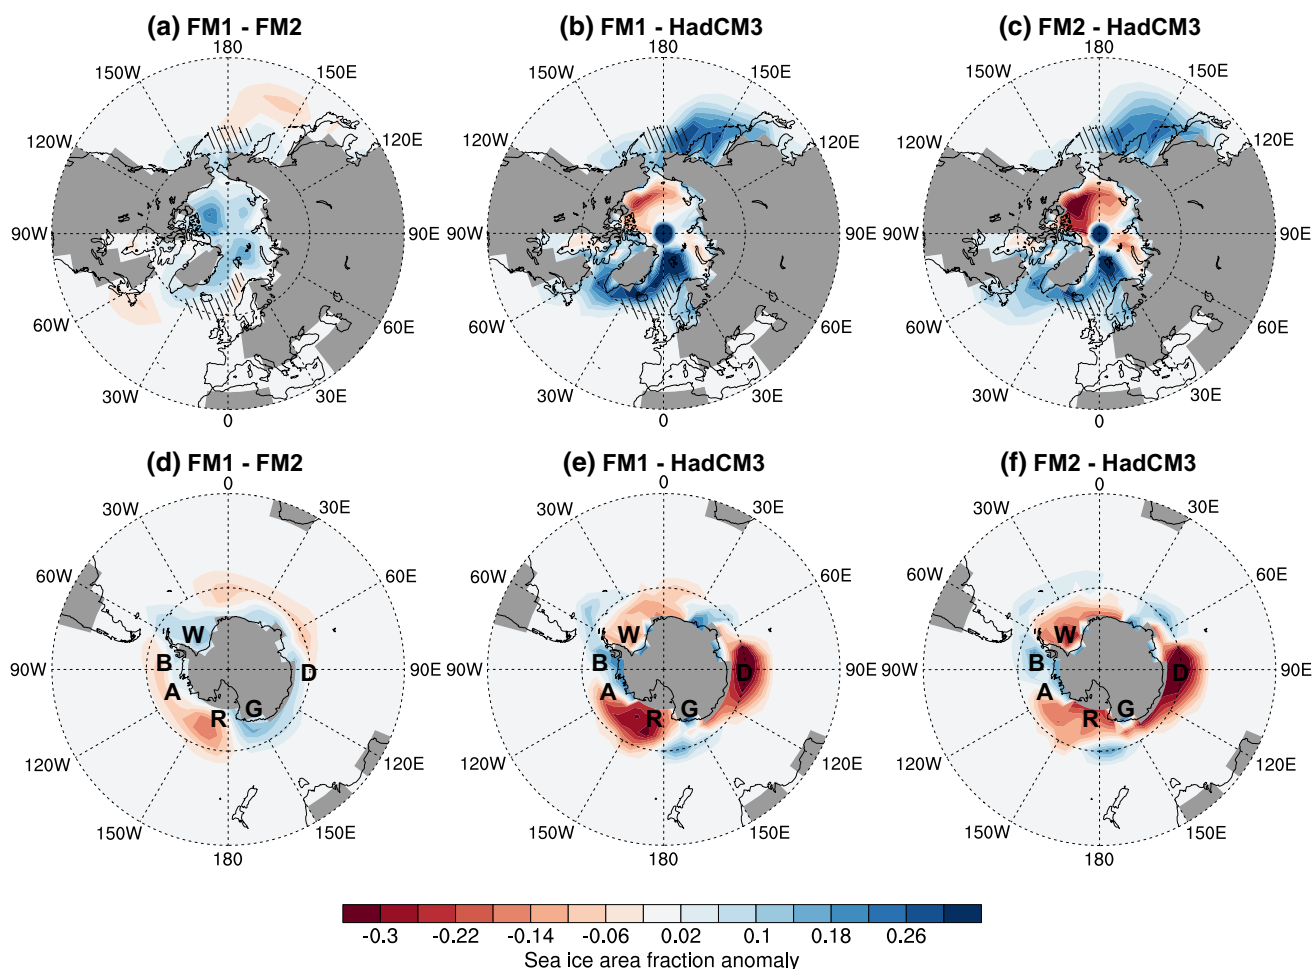 (a) FM1 - FM2
(b) FM1 - HadCM3
(c) FM2 - HadCM3
180
150W
150E
120W
120E
90W
90E
60W
60E
30W
30E
0
180
150W
150E
120W
120E
90W
90E
60W
60E
30W
30E
0
180
150W
150E
120W
120E
90W
90E
60W
60E
30W
30E
0
(d) FM1 - FM2
(e) FM1 - HadCM3
(f) FM2 - HadCM3
0
30W
30E
60W
60E
W
B
90W
D
90E
A
R
G
120W
120E
150W
150E
180
0
30W
30E
60W
60E
W
B
90W
D
90E
A
R
G
120W
120E
150W
150E
180
0
30W
30E
60W
60E
W
B
90W
D
90E
A
R
G
120W
120E
150W
150E
180
-0.3 -0.22 -0.14 -0.06 0.02 0.1 0.18 0.26
Sea ice area fraction anomaly